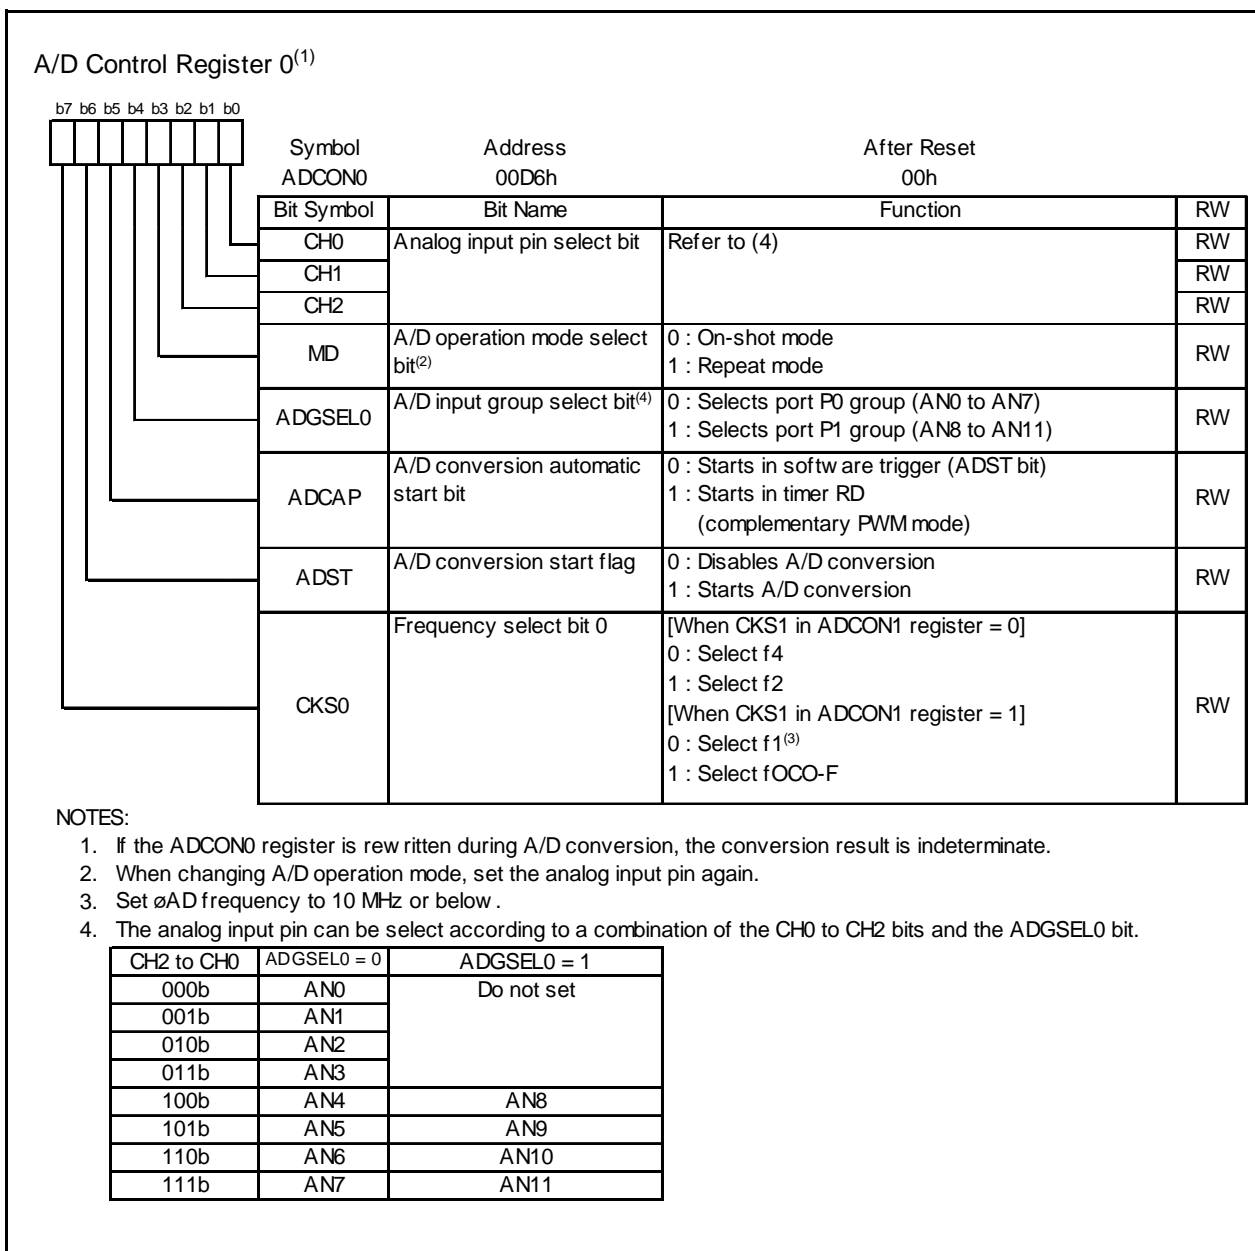 A/D Control Register 0(1)
b7 b6 b5 b4 b3 b2 b1 b0
Symbol Address After Reset
ADCON0 00D6h 00h
Bit Symbol Bit Name Function RW
CH0 Analog input pin select bit Refer to (4) RW
CH1 RW
CH2 RW
MD A/D operation mode select bit(2) 0 : On-shot mode RW
1 : Repeat mode
ADGSEL0 A/D input group select bit(4) 0 : Selects port P0 group (AN0 to AN7) RW
1 : Selects port P1 group (AN8 to AN11)
ADCAP A/D conversion automatic start bit 0 : Starts in software trigger (ADST bit) RW
1 : Starts in timer RD
(complementary PWM mode)
ADST A/D conversion start flag 0 : Disables A/D conversion RW
1 : Starts A/D conversion
CKS0 Frequency select bit 0 [When CKS1 in ADCON1 register = 0] RW
0 : Select f4
1 : Select f2
[When CKS1 in ADCON1 register = 1]
0 : Select f1(3)
1 : Select fOCO-F
NOTES:
1. If the ADCON0 register is rewritten during A/D conversion, the conversion result is indeterminate.
2. When changing A/D operation mode, set the analog input pin again.
3. Set øAD frequency to 10 MHz or below.
4. The analog input pin can be select according to a combination of the CH0 to CH2 bits and the ADGSEL0 bit.
CH2 to CH0 ADGSEL0 = 0 ADGSEL0 = 1
000b AN0 Do not set
001b AN1
010b AN2
011b AN3
100b AN4 AN8
101b AN5 AN9
110b AN6 AN10
111b AN7 AN11